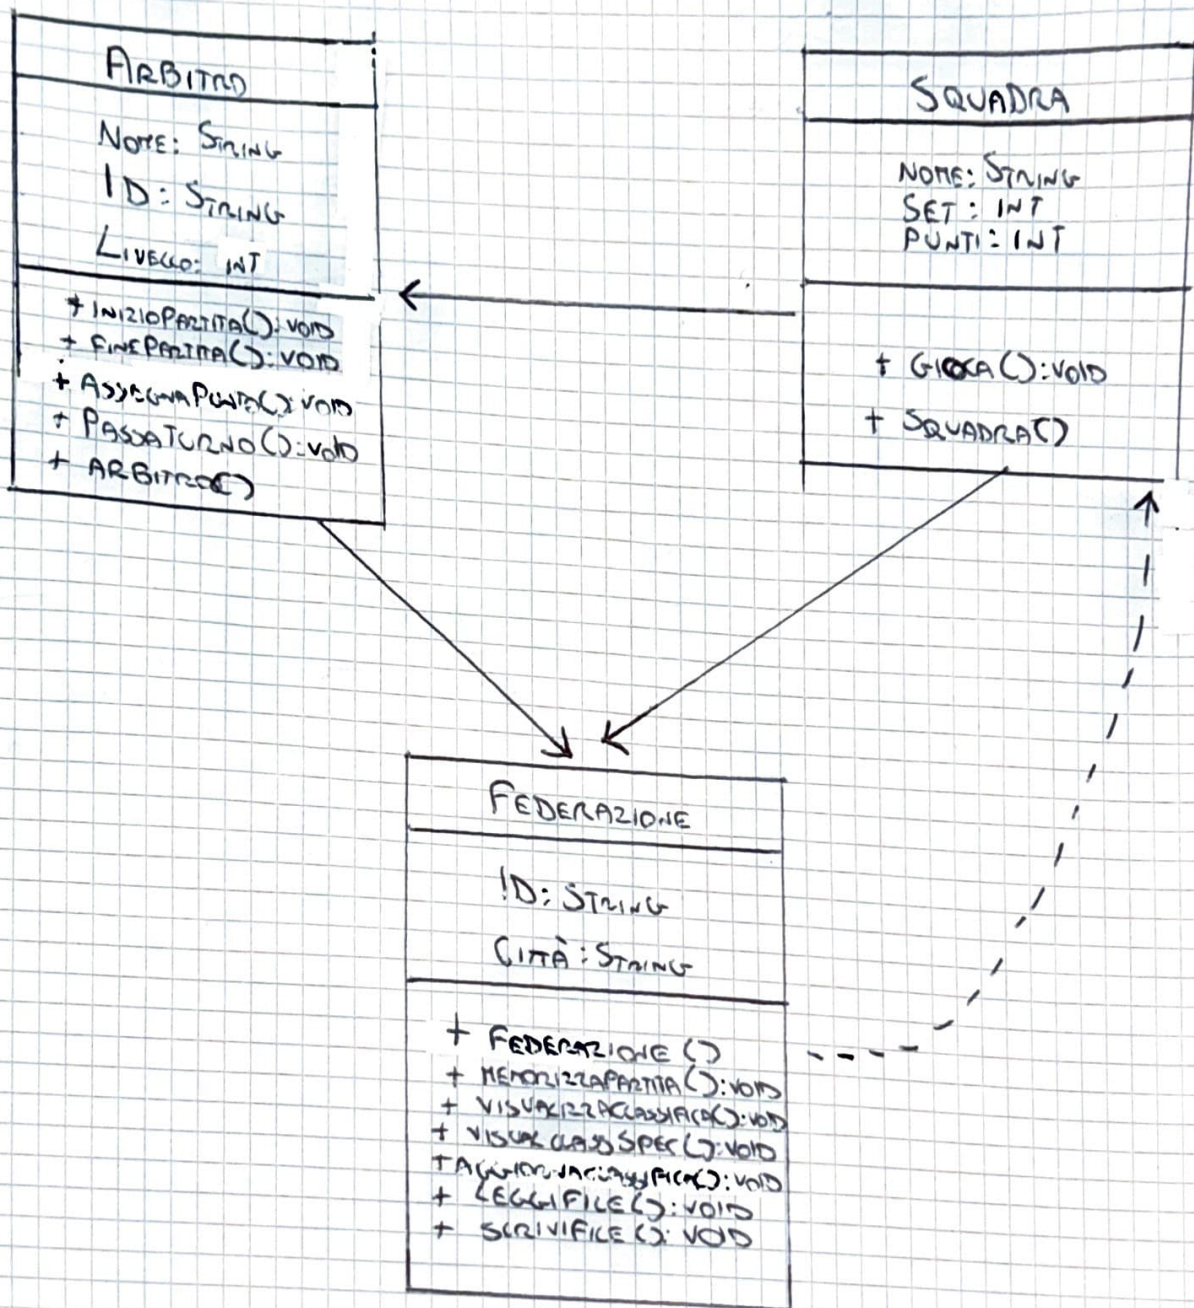 ARBITRO
NOME: STRING
ID: STRING
LIVELLO: INT
+ INIZIOPARTITA(): VOID
+ FINEPARTITA(): VOID
+ ASSEGNAPUNTO(): VOID
+ PASSATURNO(): VOID
+ ARBITRO()
SQUADRA
NOME: STRING
SET: INT
PUNTI: INT
+ GIOCA(): VOID
+ SQUADRA()
FEDERAZIONE
ID: STRING
CITTÀ: STRING
+ FEDERAZIONE()
+ MEMORIZZAPARTITA(): VOID
+ VISUALIZZACLASSIFICA(): VOID
+ VISUALCLASSSPEC(): VOID
+ AGGIORNACLASSIFICA(): VOID
+ LEGGIFILE(): VOID
+ SCRIVIFILE(): VOID